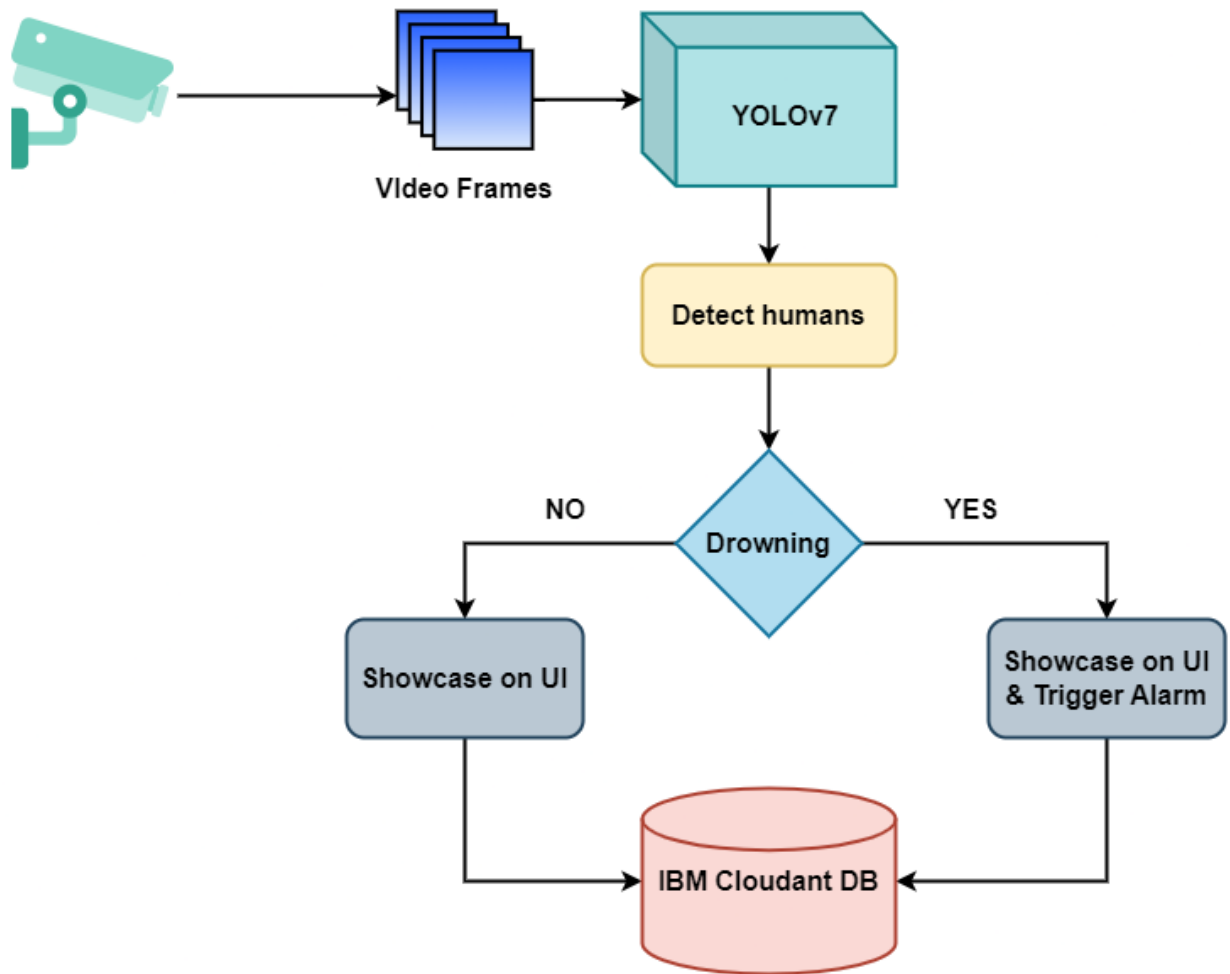 YOLOv7
VIdeo Frames
Detect humans
NO
YES
Drowning
Showcase on UI
Showcase on UI
& Trigger Alarm
IBM Cloudant DB